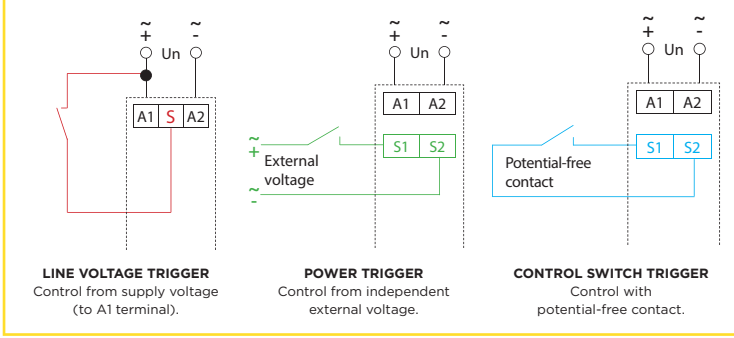 ~ ~
+ Un -
A1 S A2
LINE VOLTAGE TRIGGER
Control from supply voltage
(to A1 terminal).
~ ~
+ Un -
A1 A2
~
+
S1 S2
External
voltage
~
-
POWER TRIGGER
Control from independent
external voltage.
~ ~
+ Un -
A1 A2
S1 S2
Potential-free
contact
CONTROL SWITCH TRIGGER
Control with
potential-free contact.